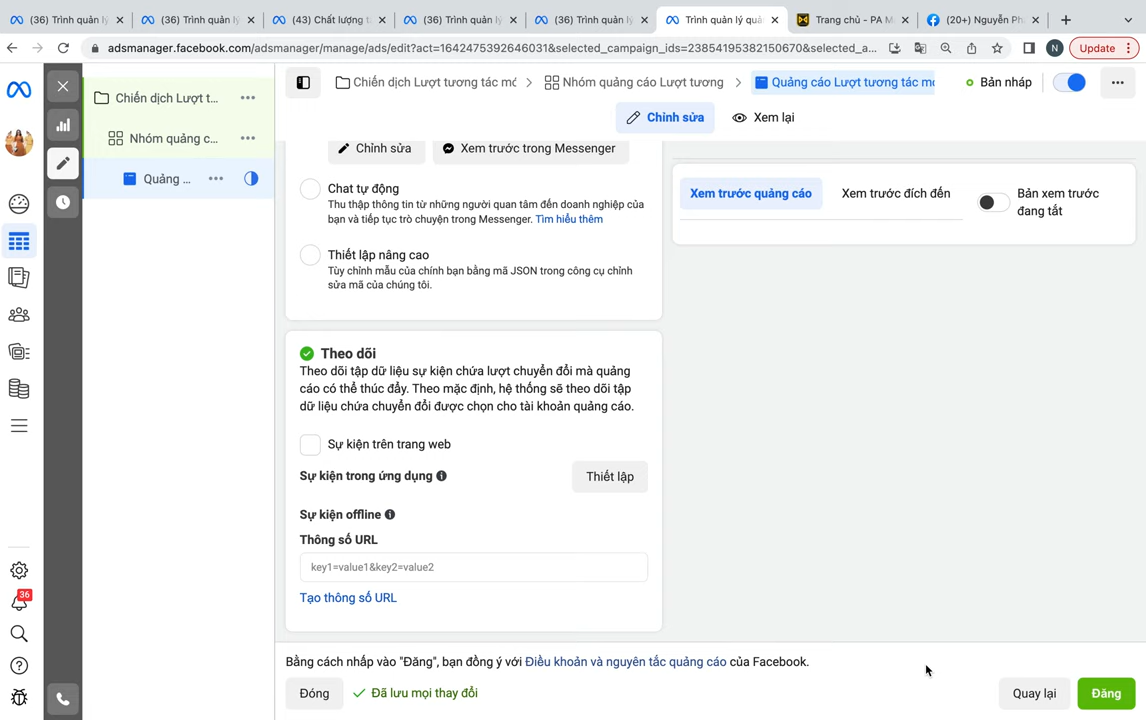 (36) Trình quản lý
(36) Trình quản lý
(43) Chất lượng t
(36) Trình quản lý
(36) Trình quản lý
Trình quản lý qu
Trang chủ - PA M
(20+) Nguyễn Ph
adsmanager.facebook.com/adsmanager/manage/ads/edit?act=1642475392646031&selected_campaign_ids=23854195382150670&selected_a...
N
Update
Chiến dịch Lượt tương tác mớ
Nhóm quảng cáo Lượt tương
Quảng cáo Lượt tương tác mớ
Bản nháp
Chiến dịch Lượt t...
Nhóm quảng c...
Quảng ...
Chỉnh sửa
Xem lại
Chỉnh sửa
Xem trước trong Messenger
Chat tự động
Thu thập thông tin từ những người quan tâm đến doanh nghiệp của
bạn và tiếp tục trò chuyện trong Messenger. Tìm hiểu thêm
Thiết lập nâng cao
Tùy chỉnh mẫu của chính bạn bằng mã JSON trong công cụ chỉnh
sửa mã của chúng tôi.
Xem trước quảng cáo
Xem trước đích đến
Bản xem trước
đang tắt
Theo dõi
Theo dõi tập dữ liệu sự kiện chứa lượt chuyển đổi mà quảng
cáo có thể thúc đẩy. Theo mặc định, hệ thống sẽ theo dõi tập
dữ liệu chứa chuyển đổi được chọn cho tài khoản quảng cáo.
Sự kiện trên trang web
Sự kiện trong ứng dụng
Thiết lập
Sự kiện offline
Thông số URL
key1=value1&key2=value2
Tạo thông số URL
36
Bằng cách nhấp vào "Đăng", bạn đồng ý với Điều khoản và nguyên tắc quảng cáo của Facebook.
Đóng
Đã lưu mọi thay đổi
Quay lại
Đăng